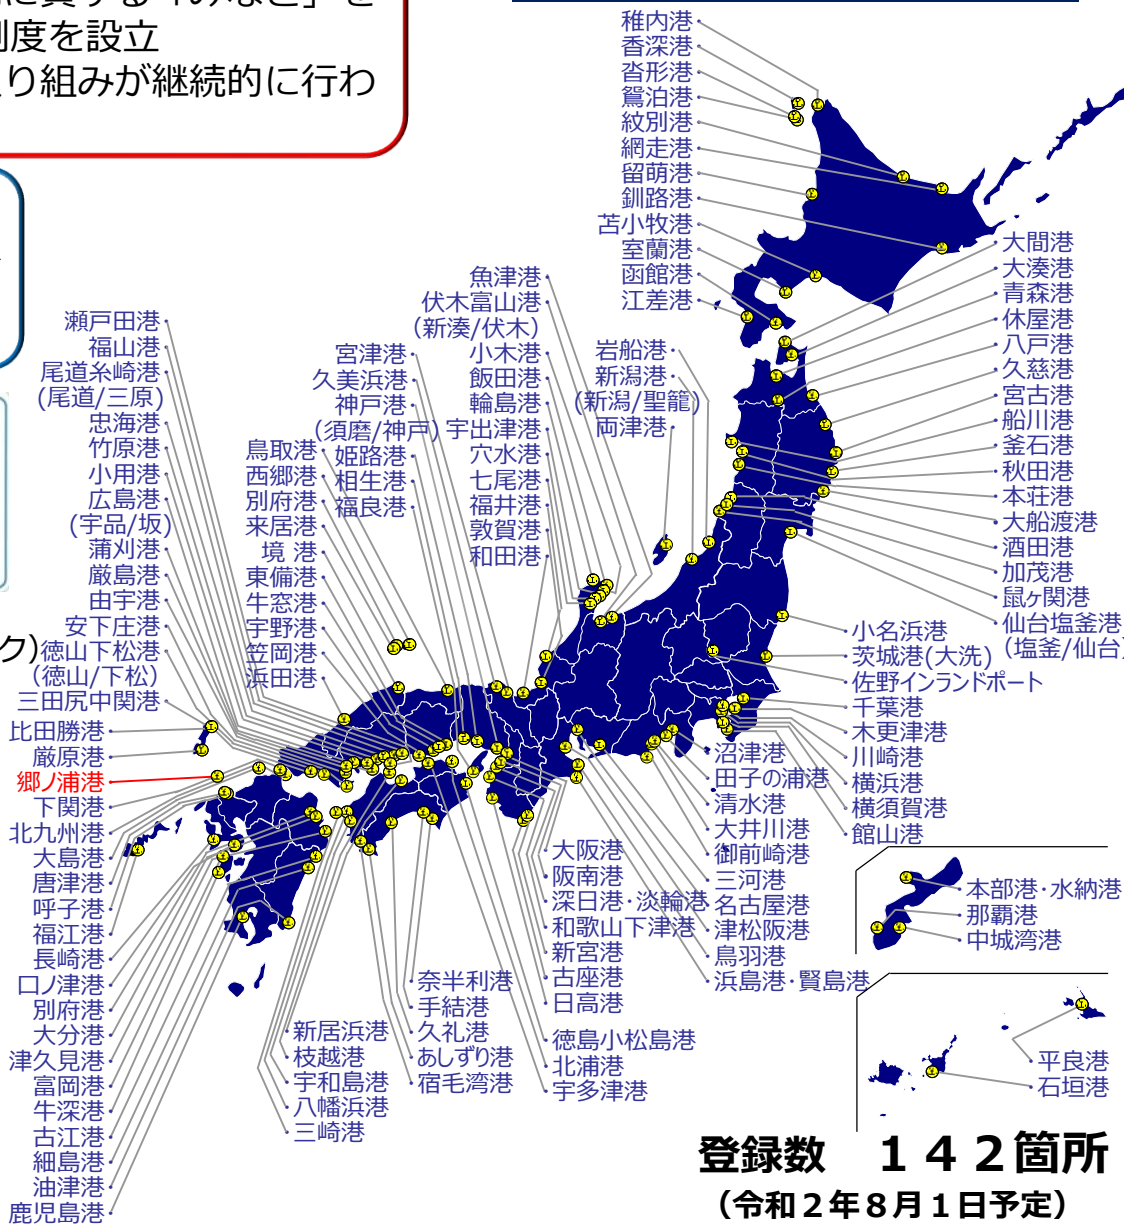 に資する「みなと」を
制度を設立
り組みが継続的に行わ
ク)
稚内港
香深港
沓形港
鴛泊港
紋別港
網走港
留萌港
釧路港
苫小牧港
室蘭港
函館港
江差港
大間港
大湊港
青森港
休屋港
八戸港
久慈港
宮古港
船川港
釜石港
秋田港
本荘港
大船渡港
酒田港
加茂港
鼠ヶ関港
仙台塩釜港
(塩釜/仙台)
魚津港
伏木富山港
(新湊/伏木)
小木港
飯田港
輪島港
宇出津港
穴水港
七尾港
福井港
敦賀港
和田港
岩船港
新潟港
(新潟/聖籠)
両津港
宮津港
久美浜港
神戸港
(須磨/神戸)
姫路港
相生港
福良港
鳥取港
西郷港
別府港
来居港
境 港
東備港
牛窓港
宇野港
笠岡港
浜田港
瀬戸田港
福山港
尾道糸崎港
(尾道/三原)
忠海港
竹原港
小用港
広島港
(宇品/坂)
蒲刈港
厳島港
由宇港
安下庄港
徳山下松港
(徳山/下松)
三田尻中関港
比田勝港
厳原港
郷ノ浦港
下関港
北九州港
大島港
唐津港
呼子港
福江港
長崎港
口ノ津港
別府港
大分港
津久見港
富岡港
牛深港
古江港
細島港
油津港
鹿児島港
新居浜港
枝越港
宇和島港
八幡浜港
三崎港
奈半利港
手結港
久礼港
あしずり港
宿毛湾港
徳島小松島港
北浦港
宇多津港
大阪港
阪南港
深日港・淡輪港
和歌山下津港
新宮港
古座港
日高港
小名浜港
茨城港(大洗)
佐野インランドポート
千葉港
木更津港
川崎港
横浜港
横須賀港
館山港
沼津港
田子の浦港
清水港
大井川港
御前崎港
三河港
名古屋港
津松阪港
鳥羽港
浜島港・賢島港
本部港・水納港
那覇港
中城湾港
平良港
石垣港
登録数　１４２箇所
(令和２年８月１日予定)